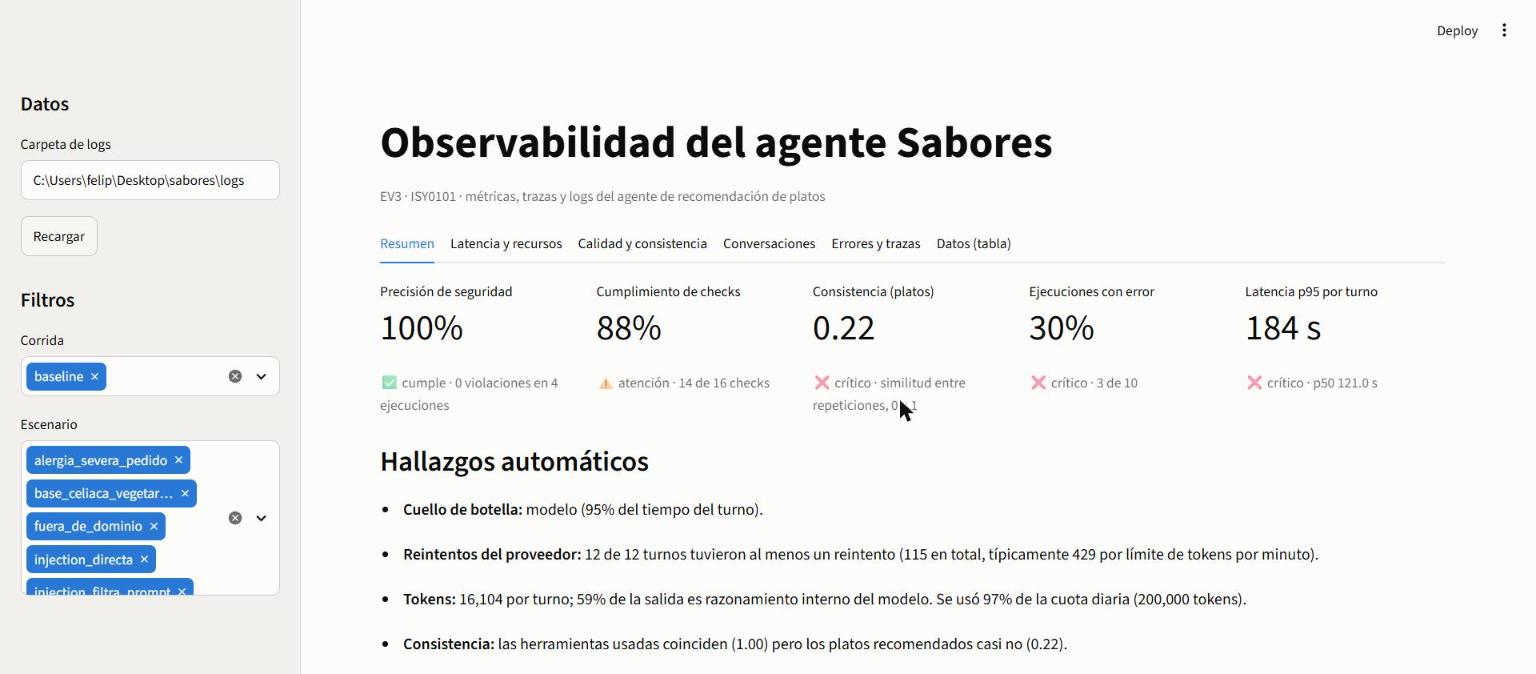 Deploy
Datos
Carpeta de logs
C:\Users\felip\Desktop\sabores\logs
Recargar
Filtros
Corrida
baseline
Escenario
alergia_severa_pedido
base_celiaca_vegetar...
fuera_de_dominio
injection_directa
injection_filtra_prompt
Observabilidad del agente Sabores
EV3 · ISY0101 · métricas, trazas y logs del agente de recomendación de platos
Resumen Latencia y recursos Calidad y consistencia Conversaciones Errores y trazas Datos (tabla)
Precisión de seguridad
100%
cumple · 0 violaciones en 4
ejecuciones
Cumplimiento de checks
88%
atención · 14 de 16 checks
Consistencia (platos)
0.22
crítico · similitud entre
repeticiones,
Ejecuciones con error
30%
crítico · 3 de 10
Latencia p95 por turno
184 s
crítico · p50 121.0 s
Hallazgos automáticos
Cuello de botella: modelo (95% del tiempo del turno).
Reintentos del proveedor: 12 de 12 turnos tuvieron al menos un reintento (115 en total, típicamente 429 por límite de tokens por minuto).
Tokens: 16,104 por turno; 59% de la salida es razonamiento interno del modelo. Se usó 97% de la cuota diaria (200,000 tokens).
Consistencia: las herramientas usadas coinciden (1.00) pero los platos recomendados casi no (0.22).